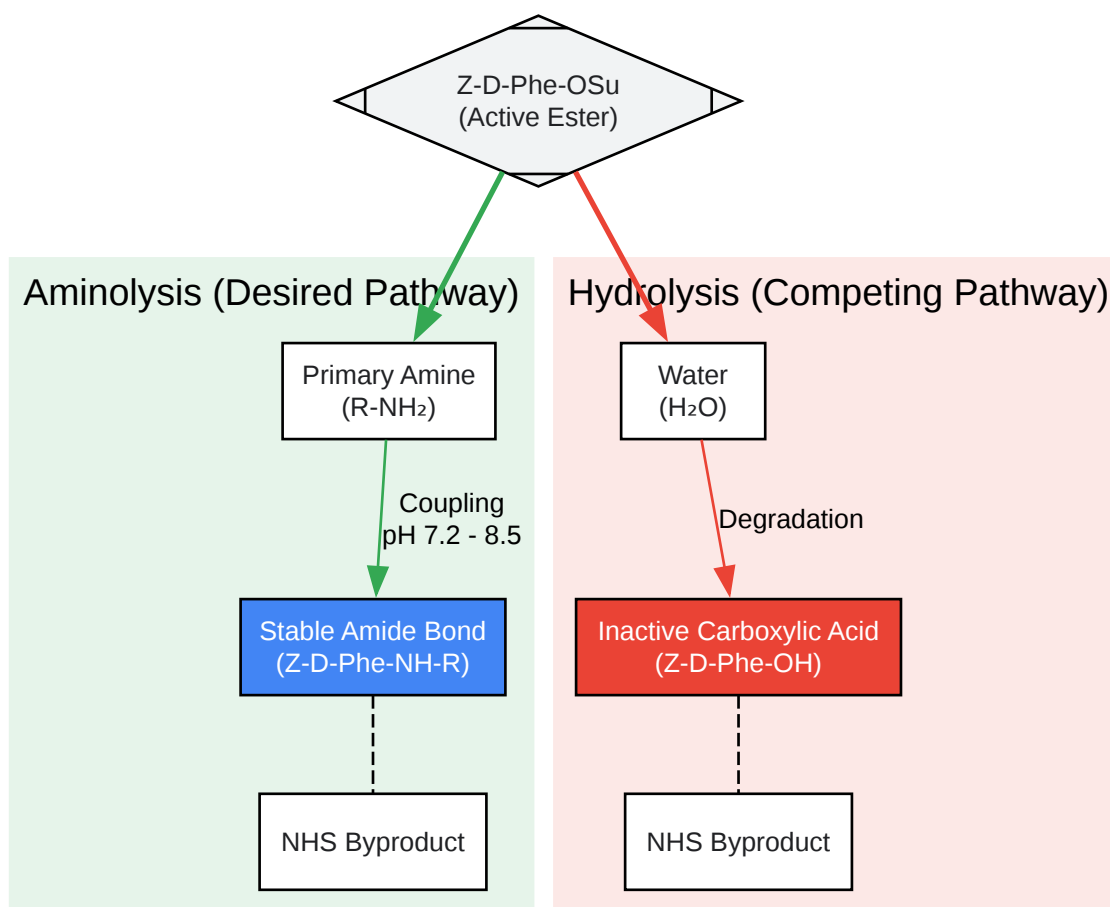 Z-D-Phe-OSu
(Active Ester)
Aminolysis (Desired Pathway)
Primary Amine
(R-NH₂)
Coupling
pH 7.2 - 8.5
Stable Amide Bond
(Z-D-Phe-NH-R)
NHS Byproduct
Hydrolysis (Competing Pathway)
Water
(H₂O)
Degradation
Inactive Carboxylic Acid
(Z-D-Phe-OH)
NHS Byproduct